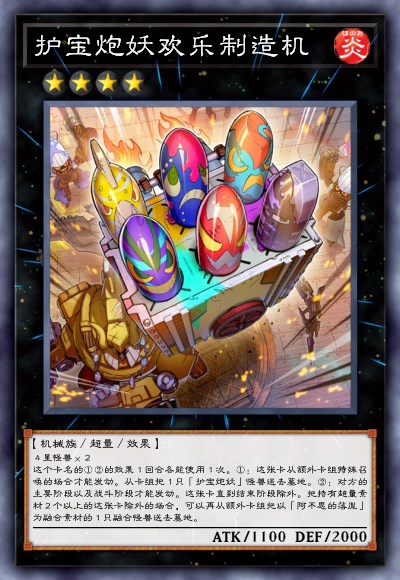 护宝炮妖欢乐制造机
ほのお
炎
【机械族／超量／效果】
4星怪兽×2
这个卡名的①②的效果1回合各能使用1次。①：这张卡从额外卡组特殊召
唤的场合才能发动。从卡组把1只「护宝炮妖」怪兽送去墓地。②：对方的
主要阶段以及战斗阶段才能发动。这张卡直到结束阶段除外。把持有超量素
材2个以上的这张卡除外的场合，可以再从额外卡组把以「阿不思的落胤」
为融合素材的1只融合怪兽送去墓地。
ATK/1100 DEF/2000